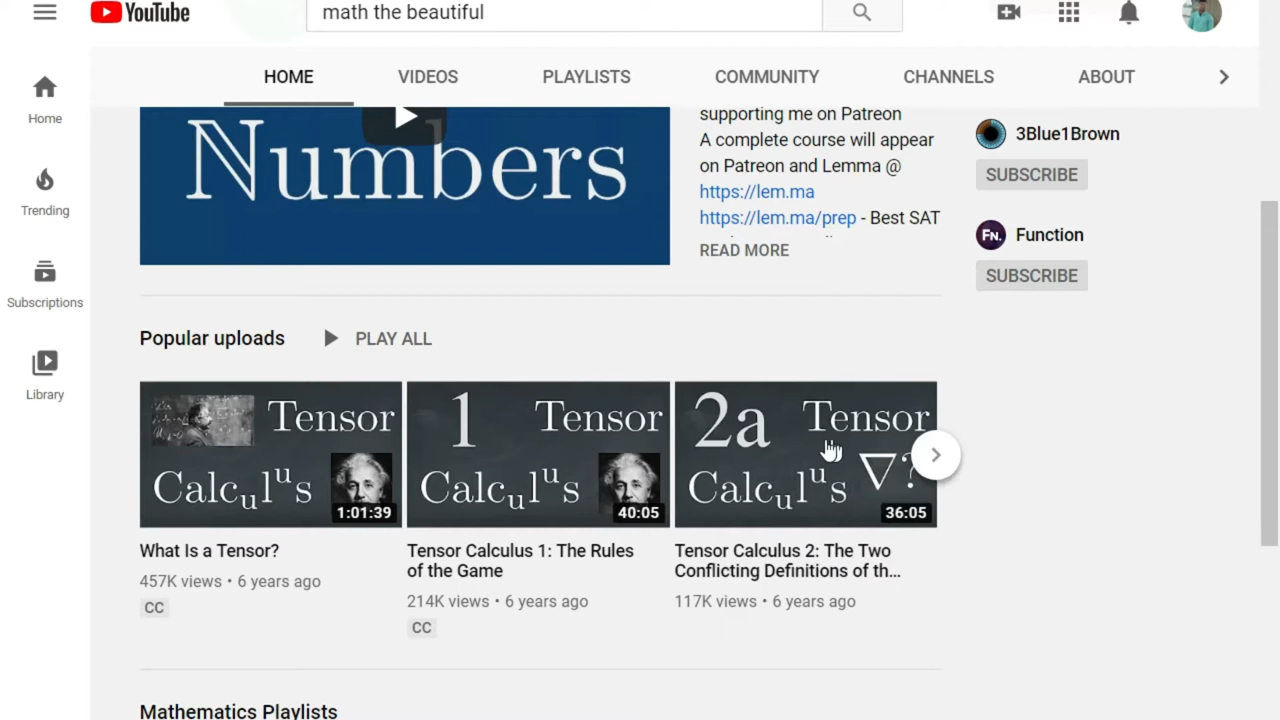 YouTube
math the beautiful
HOME VIDEOS PLAYLISTS COMMUNITY CHANNELS ABOUT
Home
Trending
Subscriptions
Library
Numbers
supporting me on Patreon
A complete course will appear
on Patreon and Lemma @
https://lem.ma
https://lem.ma/prep - Best SAT
READ MORE
3Blue1Brown
SUBSCRIBE
FN. Function
SUBSCRIBE
Popular uploads PLAY ALL
Tensor
Calculus
1:01:39
What Is a Tensor?
457K views • 6 years ago
CC
1 Tensor
Calculus
40:05
Tensor Calculus 1: The Rules
of the Game
214K views • 6 years ago
CC
2a Tensor
Calculus ∇?
36:05
Tensor Calculus 2: The Two
Conflicting Definitions of th...
117K views • 6 years ago
Mathematics Playlists